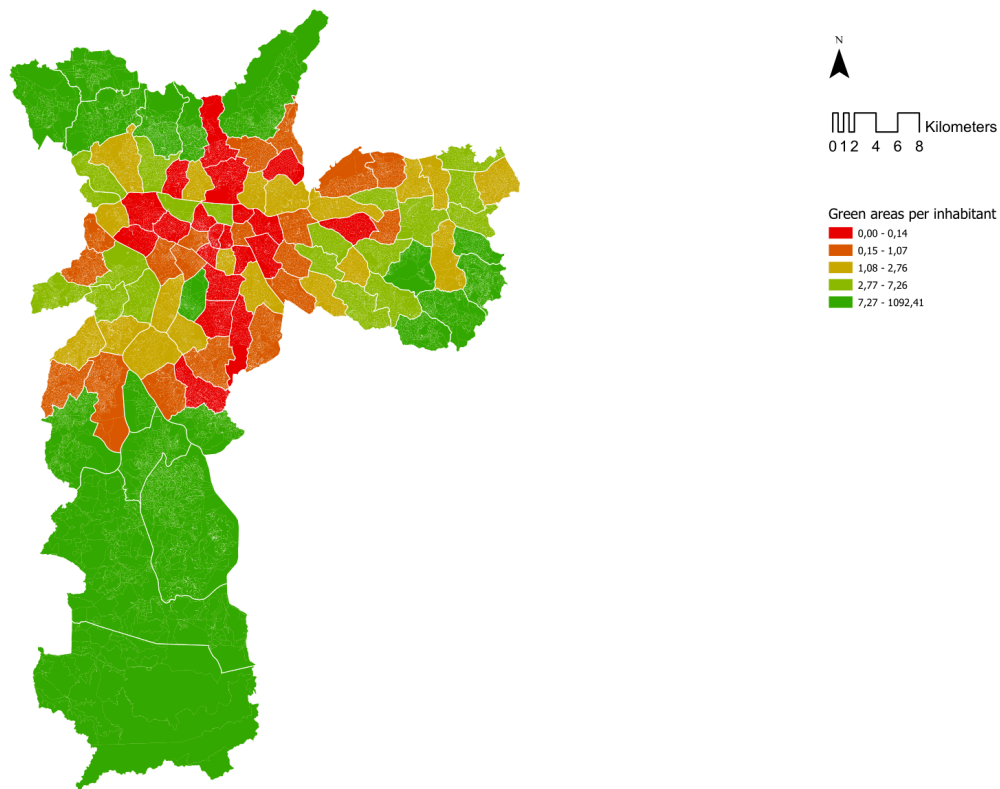 N
Kilometers
0 1 2 4 6 8
Green areas per inhabitant
0,00 - 0,14
0,15 - 1,07
1,08 - 2,76
2,77 - 7,26
7,27 - 1092,41